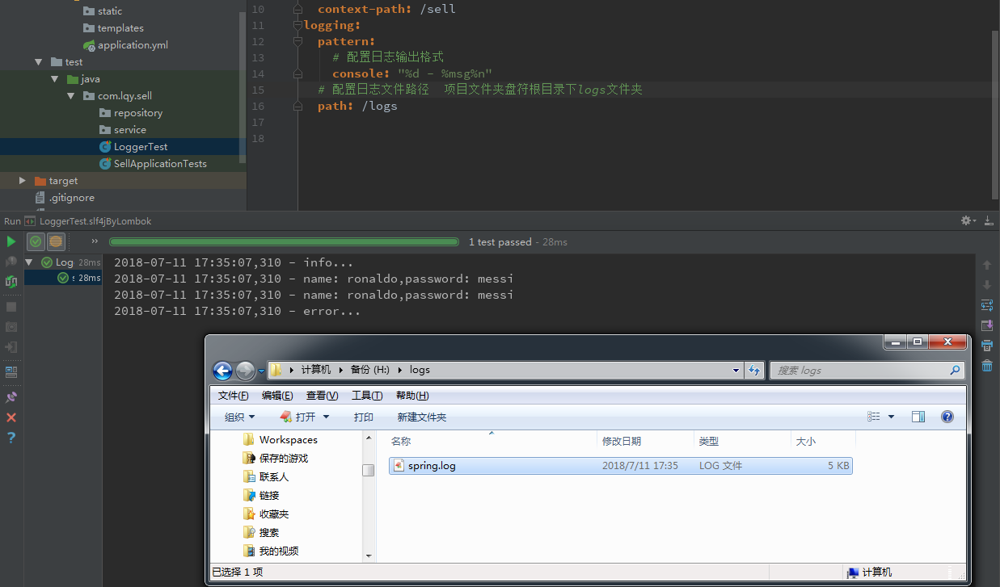 static
templates
application.yml
test
java
com.lqy.sell
repository
service
LoggerTest
SellApplicationTests
target
.gitignore
10 context-path: /sell
11 logging:
12 pattern:
13 # 配置日志输出格式
14 console: "%d - %msg%n"
15 # 配置日志文件路径 项目文件夹盘符根目录下logs文件夹
16 path: /logs
17
18
Run LoggerTest.slf4jByLombok
» 1 test passed - 28ms
Log 28ms
s 28ms
2018-07-11 17:35:07,310 - info...
2018-07-11 17:35:07,310 - name: ronaldo,password: messi
2018-07-11 17:35:07,310 - name: ronaldo,password: messi
2018-07-11 17:35:07,310 - error...
计算机 备份 (H:) logs 搜索 logs
文件(F) 编辑(E) 查看(V) 工具(T) 帮助(H)
组织 打开 打印 新建文件夹
名称 修改日期 类型 大小
spring.log 2018/7/11 17:35 LOG 文件 5 KB
Workspaces
保存的游戏
联系人
链接
收藏夹
搜索
我的视频
已选择 1 项 计算机